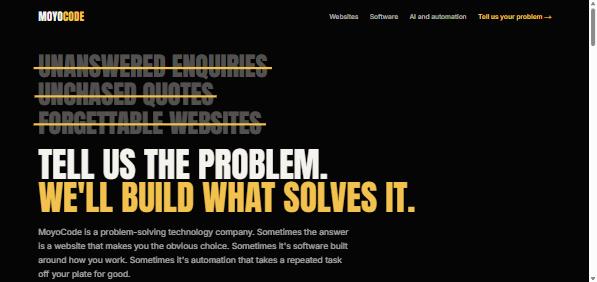 MOYOCODE
Websites Software AI and automation Tell us your problem →
UNANSWERED ENQUIRIES
UNCHASED QUOTES
FORGETTABLE WEBSITES
TELL US THE PROBLEM.
WE'LL BUILD WHAT SOLVES IT.
MoyoCode is a problem-solving technology company. Sometimes the answer
is a website that makes you the obvious choice. Sometimes it's software built
around how you work. Sometimes it's automation that takes a repeated task
off your plate for good.